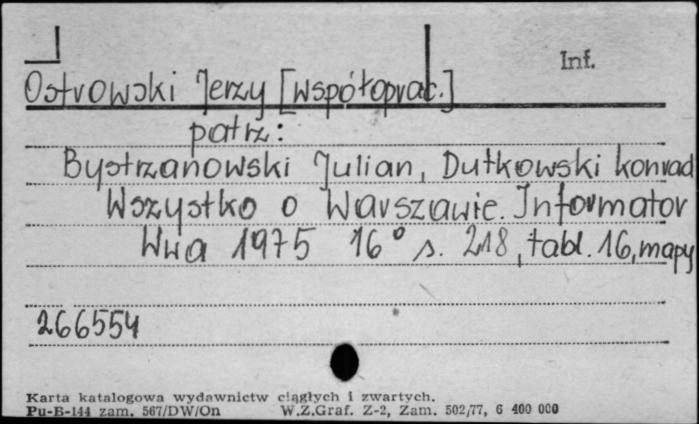 Inf.
Ostrowski Jerzy [współoprac.]
patrz:
Bystrzanowski Julian, Dutkowski konrad
Wszystko o Warszawie. Informator
Wwa 1975 16° s. 218, tabl. 16, mapy
266554
Karta katalogowa wydawnictw ciągłych i zwartych.
Pu-B-144 zam. 567/DW/On W.Z.Graf. Z-2, Zam. 502/77, 6 400 000